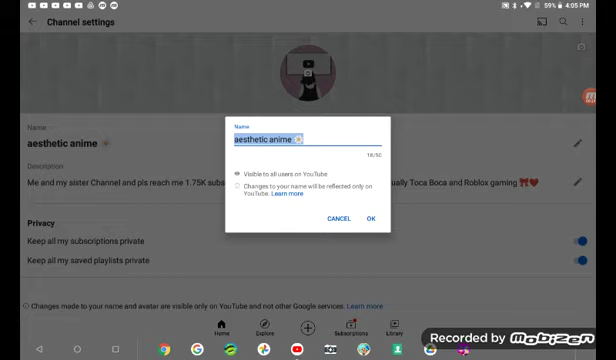 59% 4:05 PM
Channel settings
Name
aesthetic anime
Description
Me and my sister Channel and pls reach me 1.75K subs
ually Toca Boca and Roblox gaming
Name
aesthetic anime
18/50
Visible to all users on YouTube
Changes to your name will be reflected only on
YouTube. Learn more
CANCEL OK
Privacy
Keep all my subscriptions private
Keep all my saved playlists private
Changes made to your name and avatar are visible only on YouTube and not other Google services. Learn more
Home Explore Subscriptions Library
Recorded by Mobizen